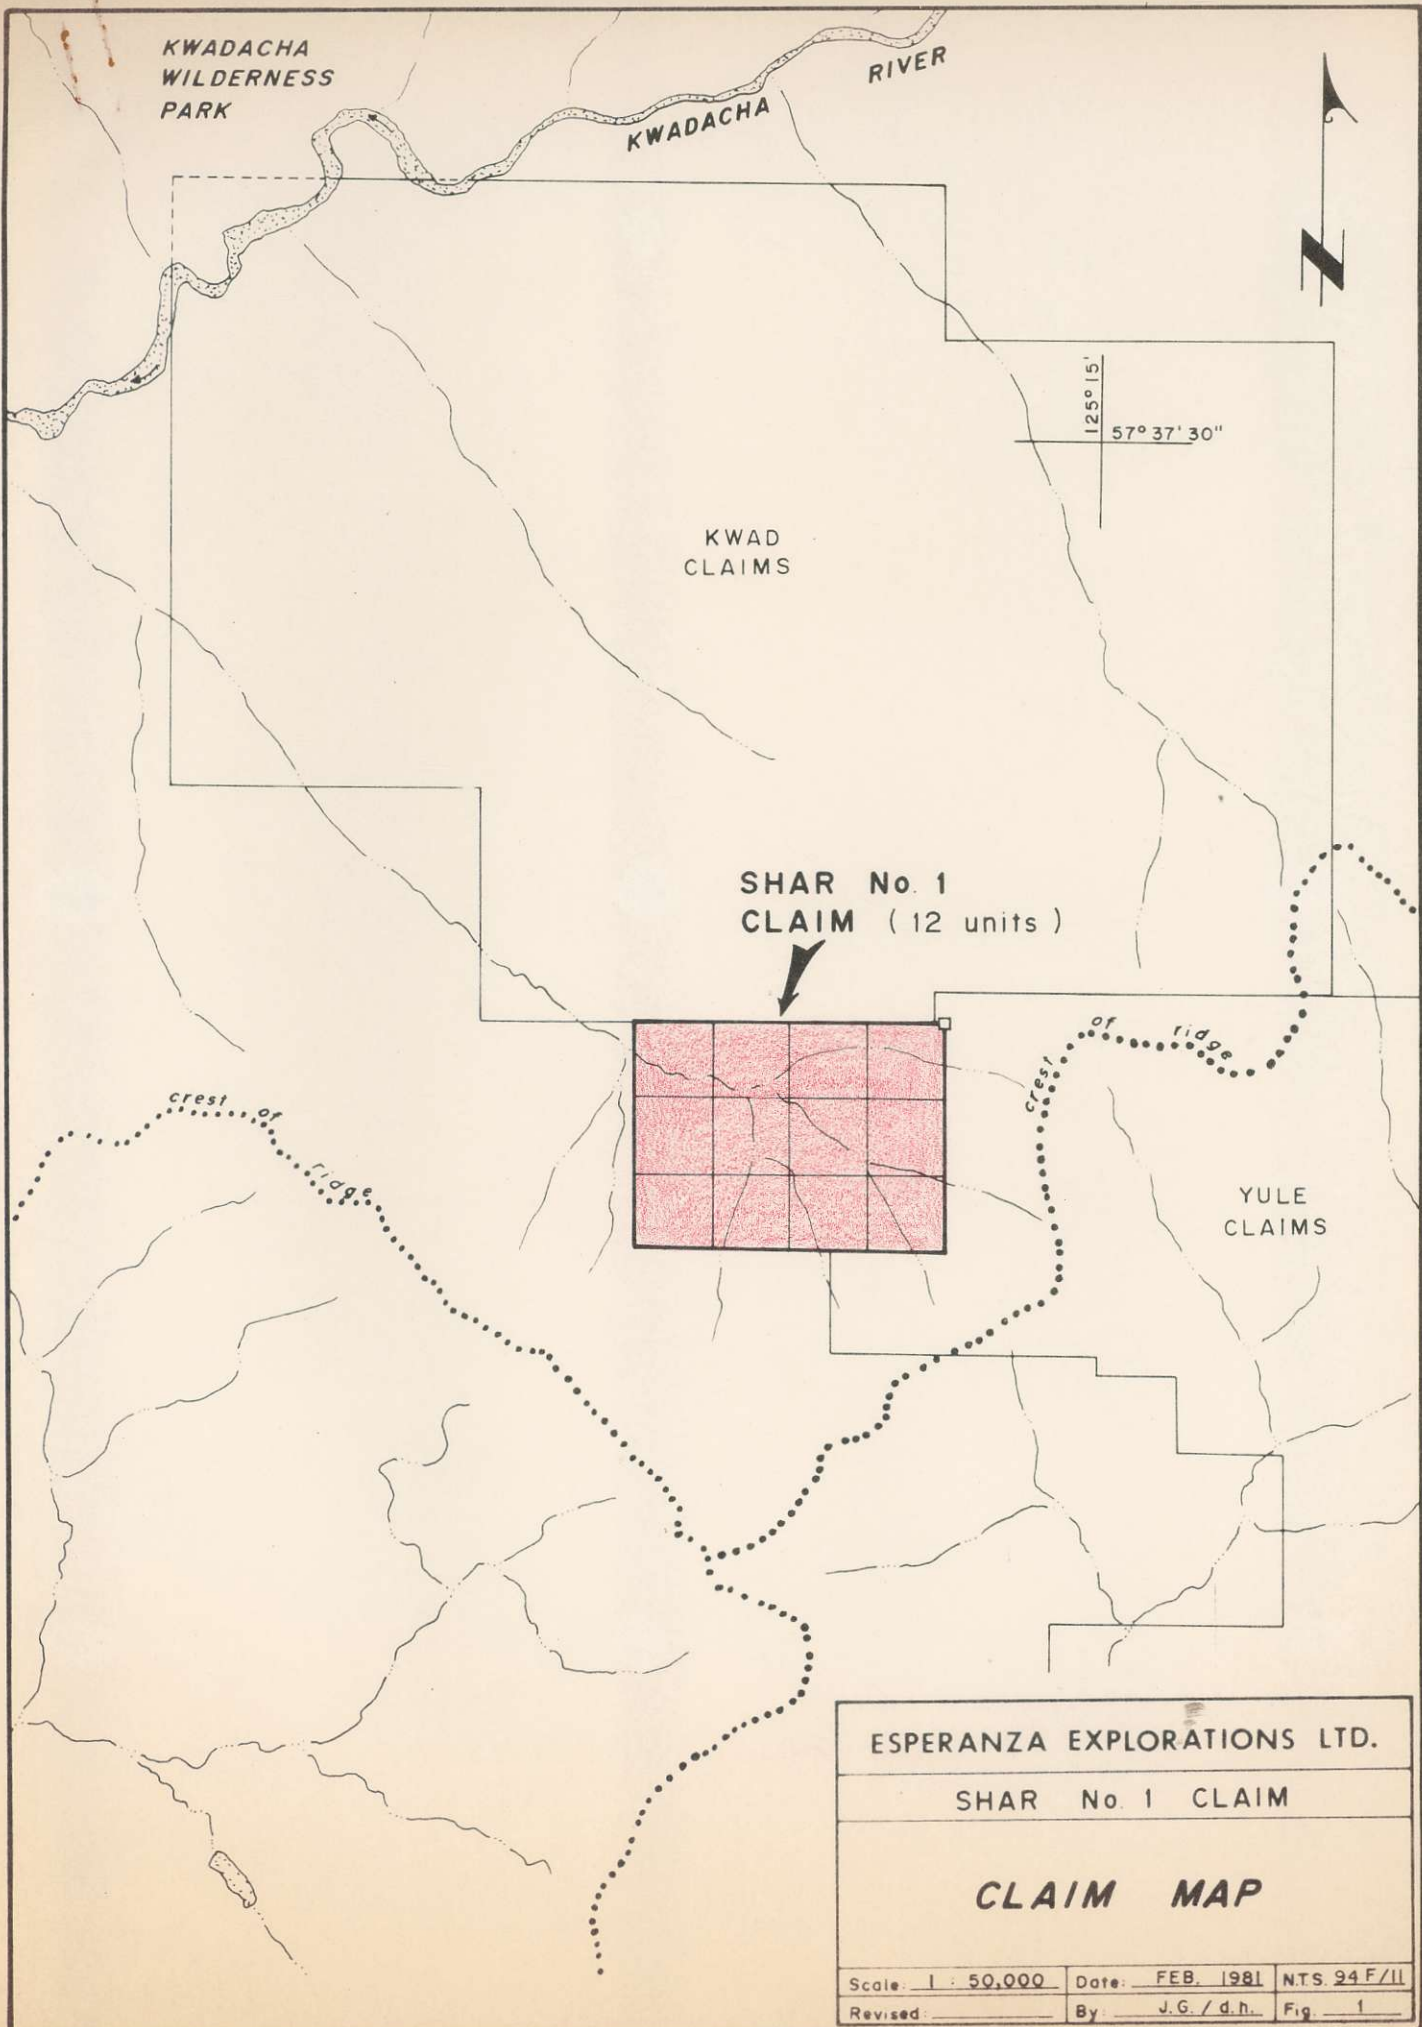 KWADACHA
WILDERNESS
PARK
KWADACHA RIVER
N
125° 15'
57° 37' 30"
KWAD
CLAIMS
SHAR No. 1
CLAIM ( 12 units )
crest of ridge
crest of ridge
YULE
CLAIMS
ESPERANZA EXPLORATIONS LTD.
SHAR No. 1 CLAIM
CLAIM MAP
Scale: 1 : 50,000 Date: FEB. 1981 N.T.S. 94 F/11
Revised: By: J.G. / d.h. Fig. 1